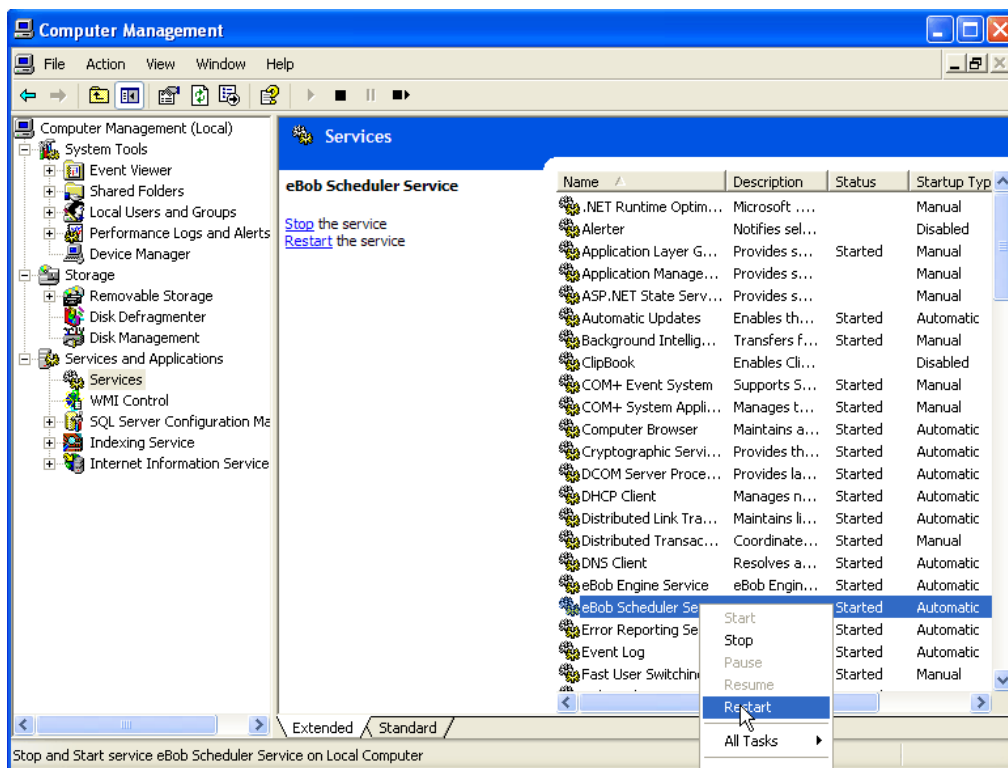 Computer Management
File Action View Window Help
Computer Management (Local)
System Tools
Event Viewer
Shared Folders
Local Users and Groups
Performance Logs and Alerts
Device Manager
Storage
Removable Storage
Disk Defragmenter
Disk Management
Services and Applications
Services
WMI Control
SQL Server Configuration Ma
Indexing Service
Internet Information Service
Services
eBob Scheduler Service
Stop the service
Restart the service
Name Description Status Startup Typ
.NET Runtime Optim... Microsoft .... Manual
Alerter Notifies sel... Disabled
Application Layer G... Provides s... Started Manual
Application Manage... Provides s... Manual
ASP.NET State Serv... Provides s... Manual
Automatic Updates Enables th... Started Automatic
Background Intellig... Transfers f... Started Manual
ClipBook Enables Cli... Disabled
COM+ Event System Supports S... Started Manual
COM+ System Appli... Manages t... Started Manual
Computer Browser Maintains a... Started Automatic
Cryptographic Servi... Provides th... Started Automatic
DCOM Server Proce... Provides la... Started Automatic
DHCP Client Manages n... Started Automatic
Distributed Link Tra... Maintains li... Started Automatic
Distributed Transac... Coordinate... Started Manual
DNS Client Resolves a... Started Automatic
eBob Engine Service eBob Engin... Started Automatic
eBob Scheduler Se Started Automatic
Error Reporting Se Started Automatic
Event Log Started Automatic
Fast User Switchin Started Manual
Start
Stop
Pause
Resume
Restart
All Tasks
Extended Standard
Stop and Start service eBob Scheduler Service on Local Computer